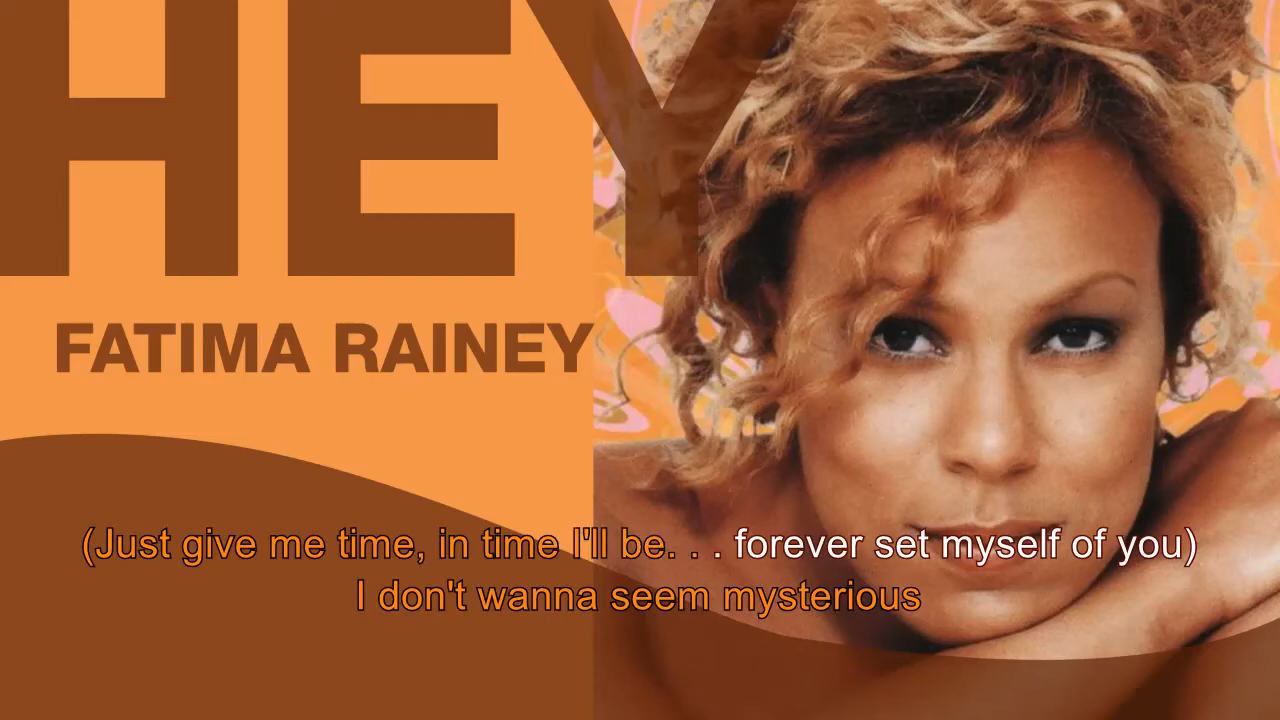 HEY
FATIMA RAINEY
(Just give me time, in time I'll be. . . forever set myself of you)
I don't wanna seem mysterious